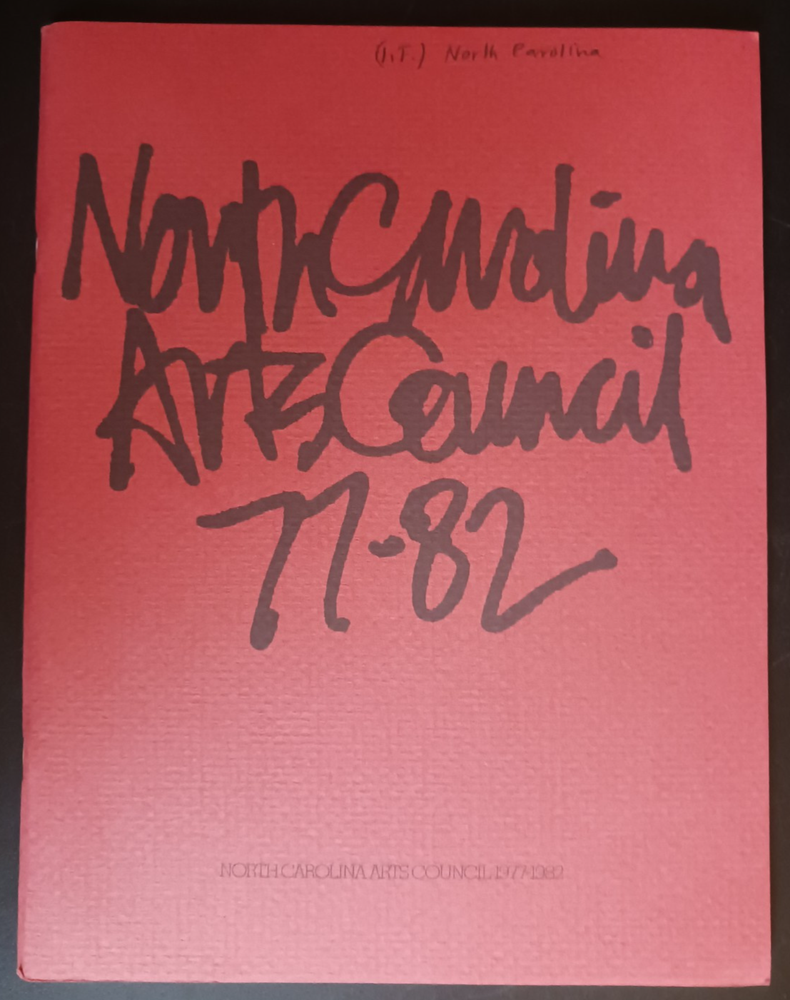 (I.T.) North Carolina
North Carolina
Arts Council
77-82
NORTH CAROLINA ARTS COUNCIL 1977-1982